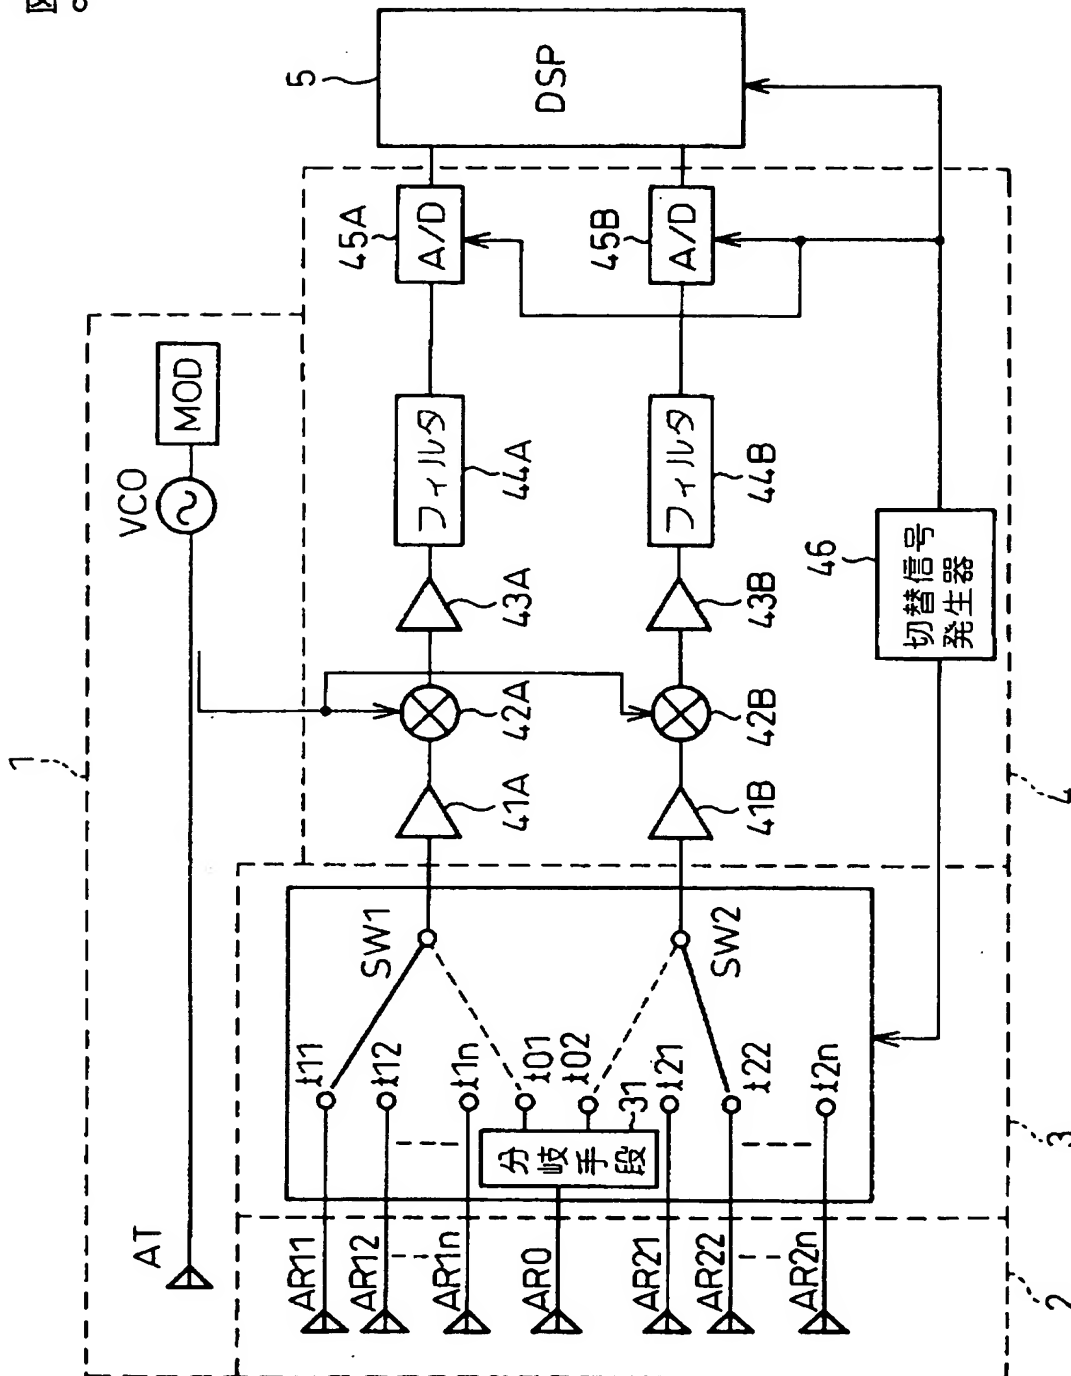 図8
1
AT
VCO
MOD
5
DSP
AR11
AR12
AR1n
AR0
AR21
AR22
AR2n
2
t11
t12
t1n
t01
t02
t21
t22
t2n
分岐手段
31
SW1
SW2
3
41A
42A
43A
フィルタ
44A
45A
A/D
41B
42B
43B
フィルタ
44B
45B
A/D
46
切替信号
発生器
4